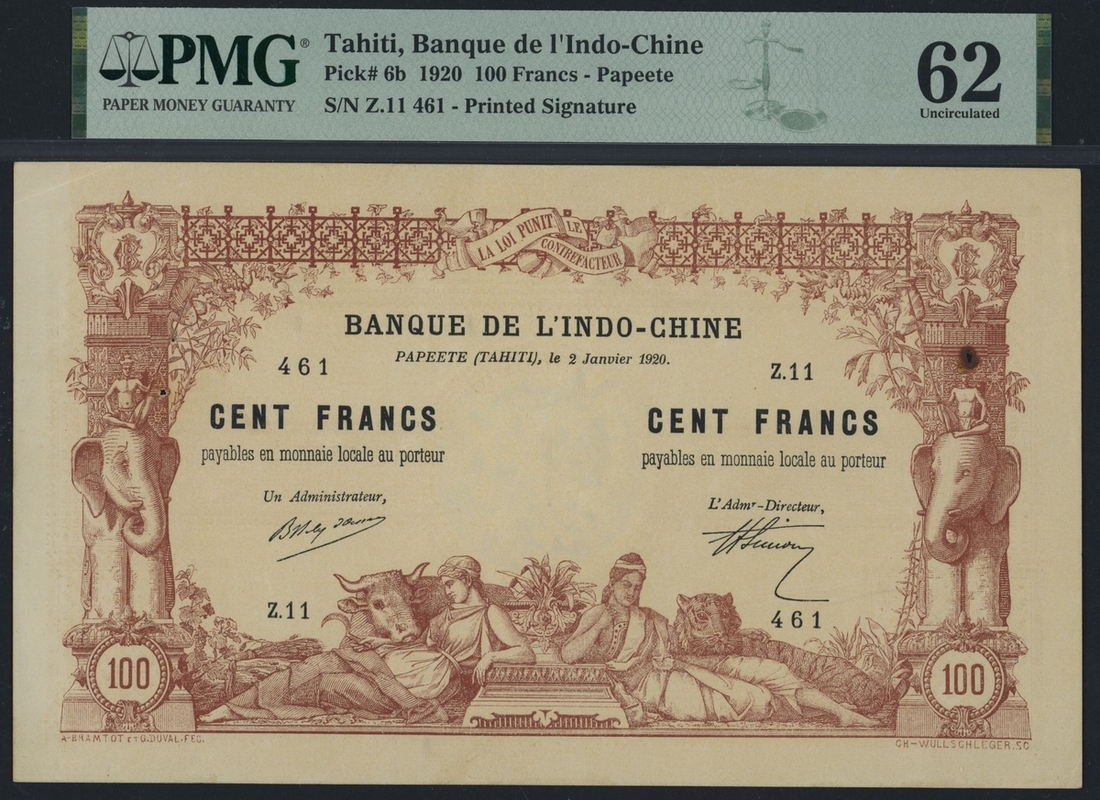 PMG®
PAPER MONEY GUARANTY
Tahiti, Banque de l'Indo-Chine
Pick# 6b 1920 100 Francs - Papeete
S/N Z.11 461 - Printed Signature
62
Uncirculated
LA LOI PUNIT LE
CONTREFACTEUR
BANQUE DE L'INDO-CHINE
PAPEETE (TAHITI), le 2 Janvier 1920.
461 Z.11
CENT FRANCS CENT FRANCS
payables en monnaie locale au porteur payables en monnaie locale au porteur
Un Administrateur, L'Admr-Directeur,
Z.11 461
100 100
A-BRAMTOT ET G.DUVAL.FEC. CH-WULLSCHLEGER.SC